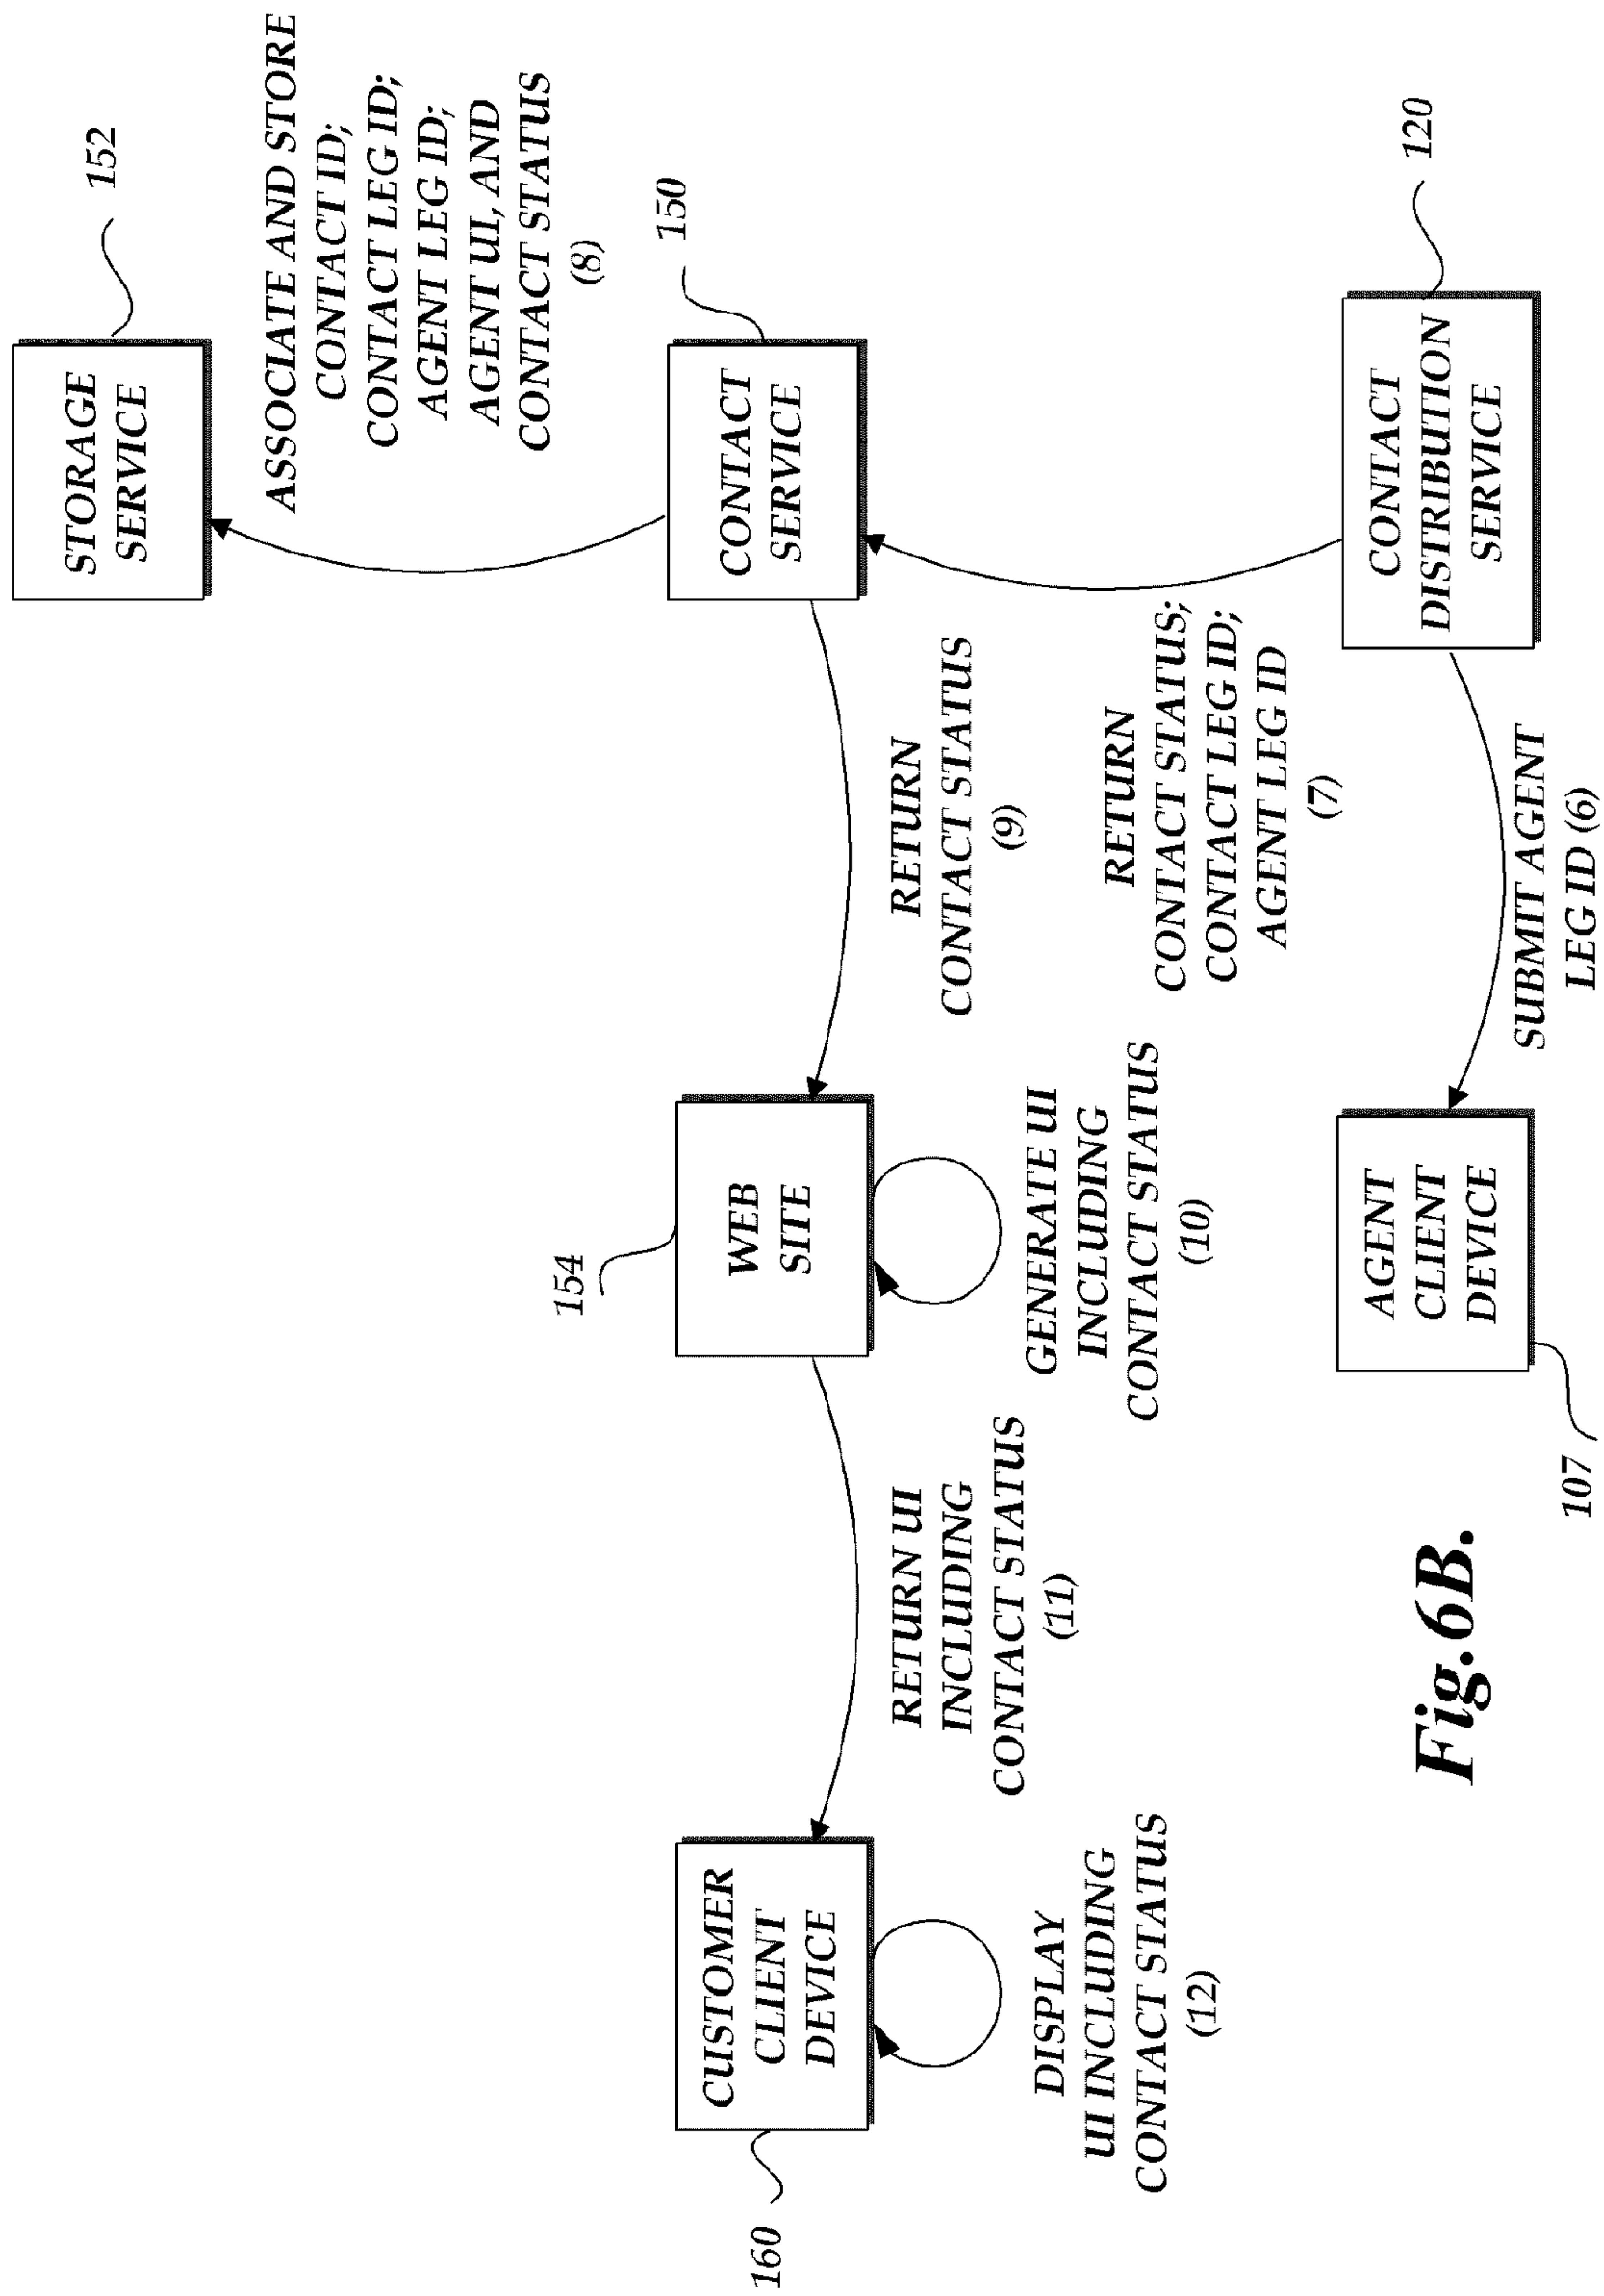 152
STORAGE
SERVICE
ASSOCIATE AND STORE
CONTACT ID;
CONTACT LEG ID;
AGENT LEG ID;
AGENT UI, AND
CONTACT STATUS
(8)
160
CUSTOMER
CLIENT
DEVICE
154
WEB
SITE
150
CONTACT
SERVICE
RETURN UI
INCLUDING
CONTACT STATUS
(11)
RETURN
CONTACT STATUS
(9)
DISPLAY
UI INCLUDING
CONTACT STATUS
(12)
GENERATE UI
INCLUDING
CONTACT STATUS
(10)
RETURN
CONTACT STATUS;
CONTACT LEG ID;
AGENT LEG ID
(7)
AGENT
CLIENT
DEVICE
107
SUBMIT AGENT
LEG ID (6)
CONTACT
DISTRIBUTION
SERVICE
120
Fig.6B.